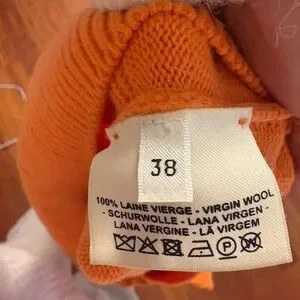 38
100% LAINE VIERGE - VIRGIN WOOL
- SCHURWOLLE - LANA VIRGEN -
LANA VERGINE - LÃ VIRGEM
P